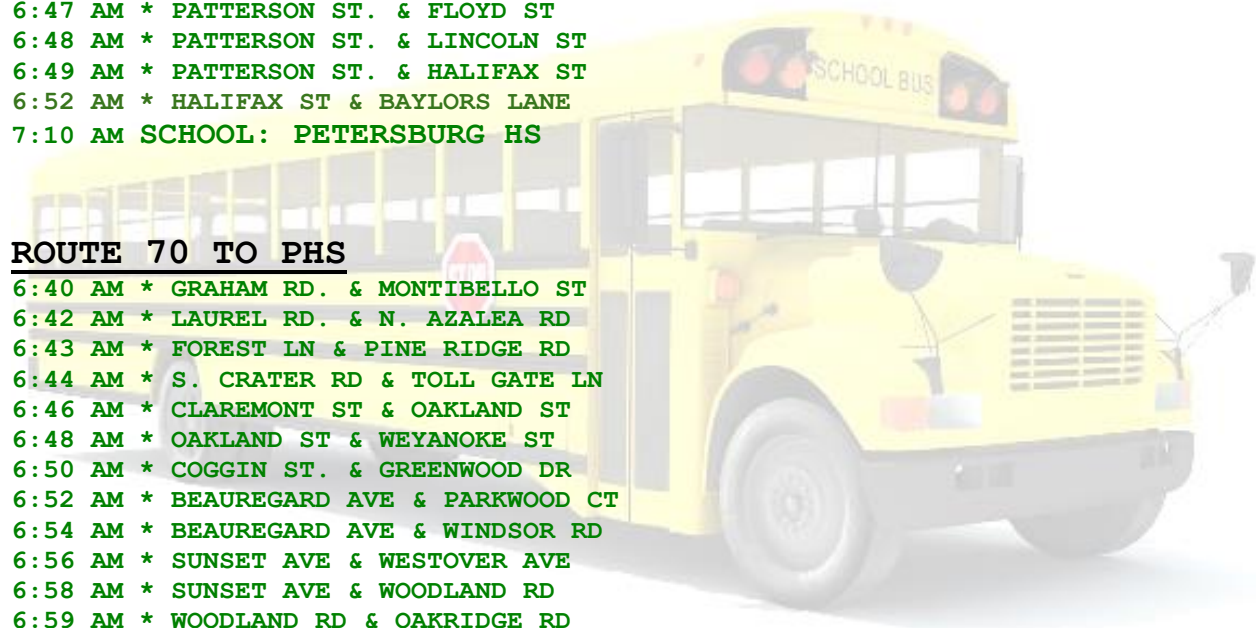 6:47 AM * PATTERSON ST. & FLOYD ST
6:48 AM * PATTERSON ST. & LINCOLN ST
6:49 AM * PATTERSON ST. & HALIFAX ST
6:52 AM * HALIFAX ST & BAYLORS LANE
7:10 AM SCHOOL: PETERSBURG HS
SCHOOL BUS
ROUTE 70 TO PHS
STOP
6:40 AM * GRAHAM RD. & MONTIBELLO ST
6:42 AM * LAUREL RD. & N. AZALEA RD
6:43 AM * FOREST LN & PINE RIDGE RD
6:44 AM * S. CRATER RD & TOLL GATE LN
6:46 AM * CLAREMONT ST & OAKLAND ST
6:48 AM * OAKLAND ST & WEYANOKE ST
6:50 AM * COGGIN ST. & GREENWOOD DR
6:52 AM * BEAUREGARD AVE & PARKWOOD CT
6:54 AM * BEAUREGARD AVE & WINDSOR RD
6:56 AM * SUNSET AVE & WESTOVER AVE
6:58 AM * SUNSET AVE & WOODLAND RD
6:59 AM * WOODLAND RD & OAKRIDGE RD